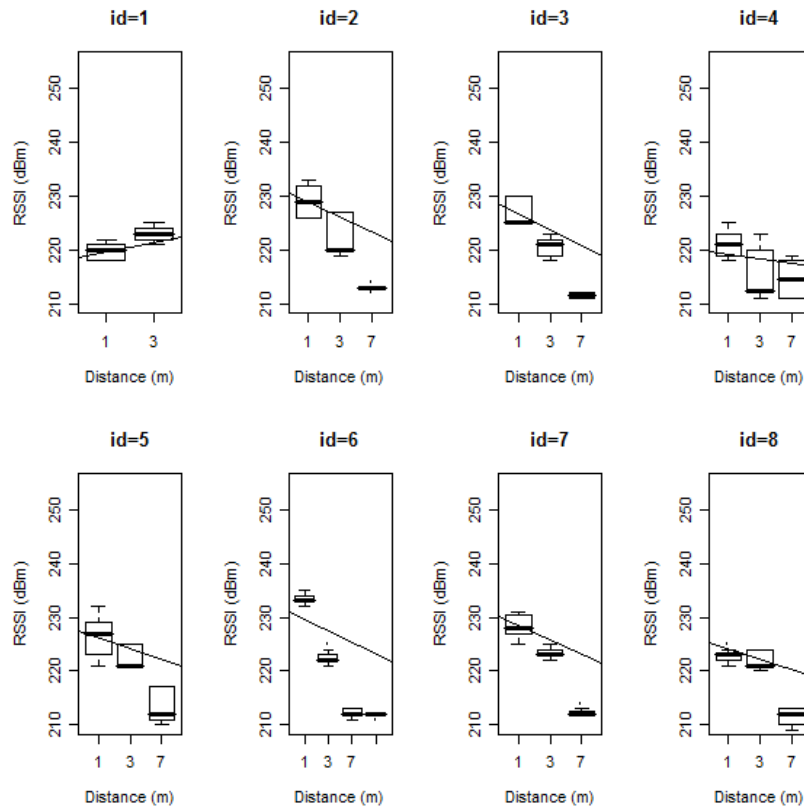 id=1
RSSI (dBm)
250
240
230
220
210
1 3
Distance (m)
id=2
RSSI (dBm)
250
240
230
220
210
1 3 7
Distance (m)
id=3
RSSI (dBm)
250
240
230
220
210
1 3 7
Distance (m)
id=4
RSSI (dBm)
250
240
230
220
210
1 3 7
Distance (m)
id=5
RSSI (dBm)
250
240
230
220
210
1 3 7
Distance (m)
id=6
RSSI (dBm)
250
240
230
220
210
1 3 7
Distance (m)
id=7
RSSI (dBm)
250
240
230
220
210
1 3 7
Distance (m)
id=8
RSSI (dBm)
250
240
230
220
210
1 3 7
Distance (m)